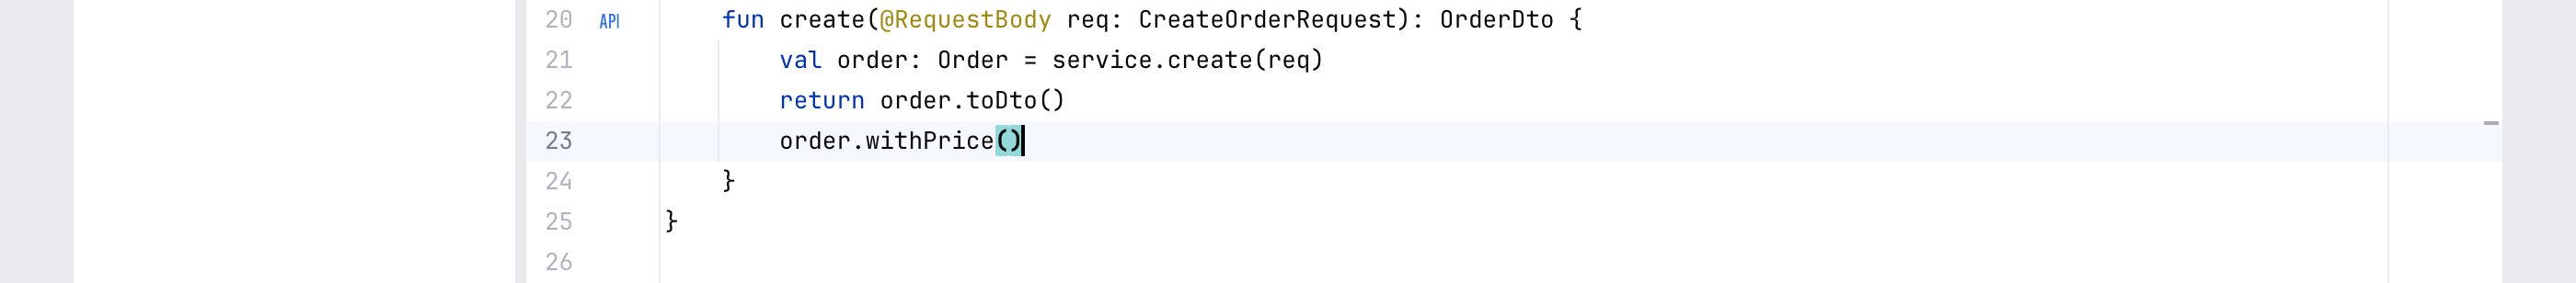 20 API fun create(@RequestBody req: CreateOrderRequest): OrderDto {
21 val order: Order = service.create(req)
22 return order.toDto()
23 order.withPrice()
24 }
25 }
26